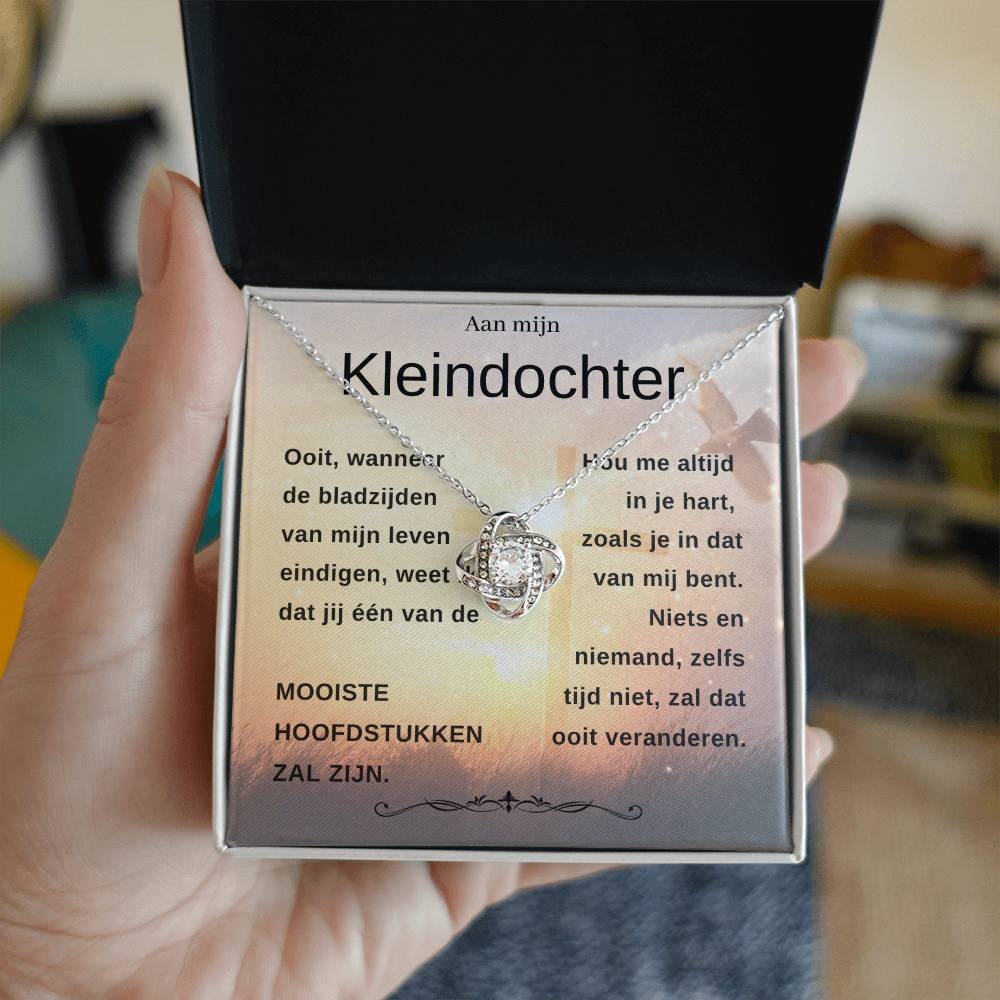 Aan mijn
Kleindochter
Ooit, wanneer
de bladzijden
van mijn leven
eindigen, weet
dat jij één van de
MOOISTE
HOOFDSTUKKEN
ZAL ZIJN.
Hou me altijd
in je hart,
zoals je in dat
van mij bent.
Niets en
niemand, zelfs
tijd niet, zal dat
ooit veranderen.